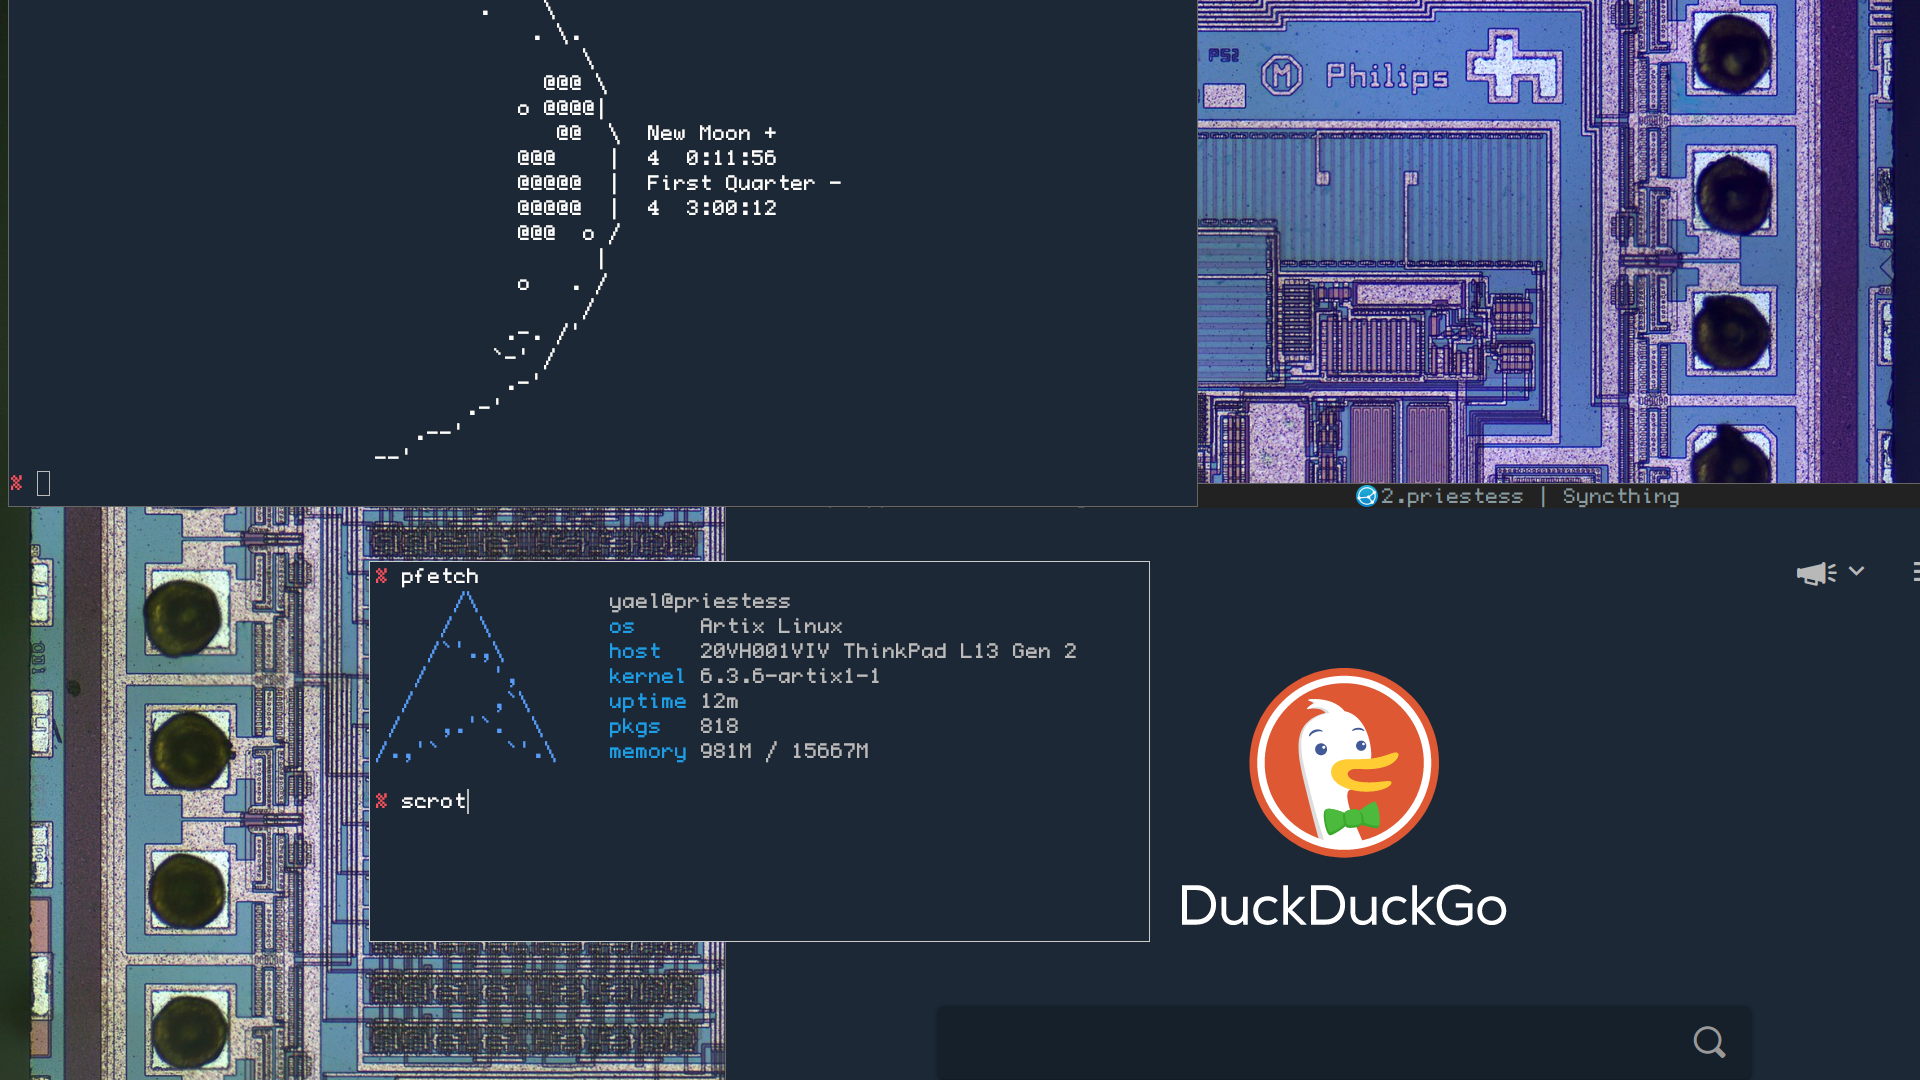 New Moon +
4 0:11:56
First Quarter -
4 3:00:12
%
PS2
M Philips
2.priestess | Syncthing
% pfetch
yael@priestess
os Artix Linux
host 20VH001VIV ThinkPad L13 Gen 2
kernel 6.3.6-artix1-1
uptime 12m
pkgs 818
memory 981M / 15667M
% scrot
DuckDuckGo